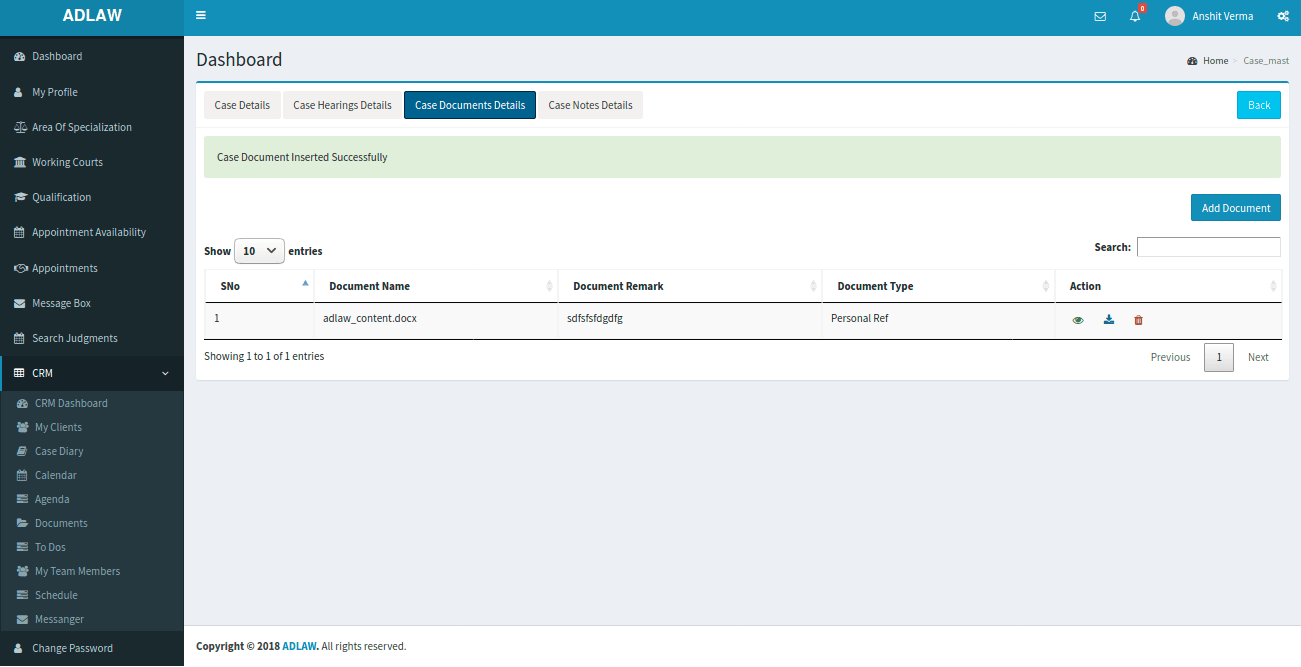 ADLAW
8
Anshit Verma
Dashboard
My Profile
Area Of Specialization
Working Courts
Qualification
Appointment Availability
Appointments
Message Box
Search Judgments
CRM
CRM Dashboard
My Clients
Case Diary
Calendar
Agenda
Documents
To Dos
My Team Members
Schedule
Messanger
Change Password
Dashboard
Home > Case_mast
Case Details Case Hearings Details Case Documents Details Case Notes Details Back
Case Document Inserted Successfully
Add Document
Show 10 entries Search:
SNo Document Name Document Remark Document Type Action
1 adlaw_content.docx sdfsfsfdgdfg Personal Ref
Showing 1 to 1 of 1 entries Previous 1 Next
Copyright © 2018 ADLAW. All rights reserved.